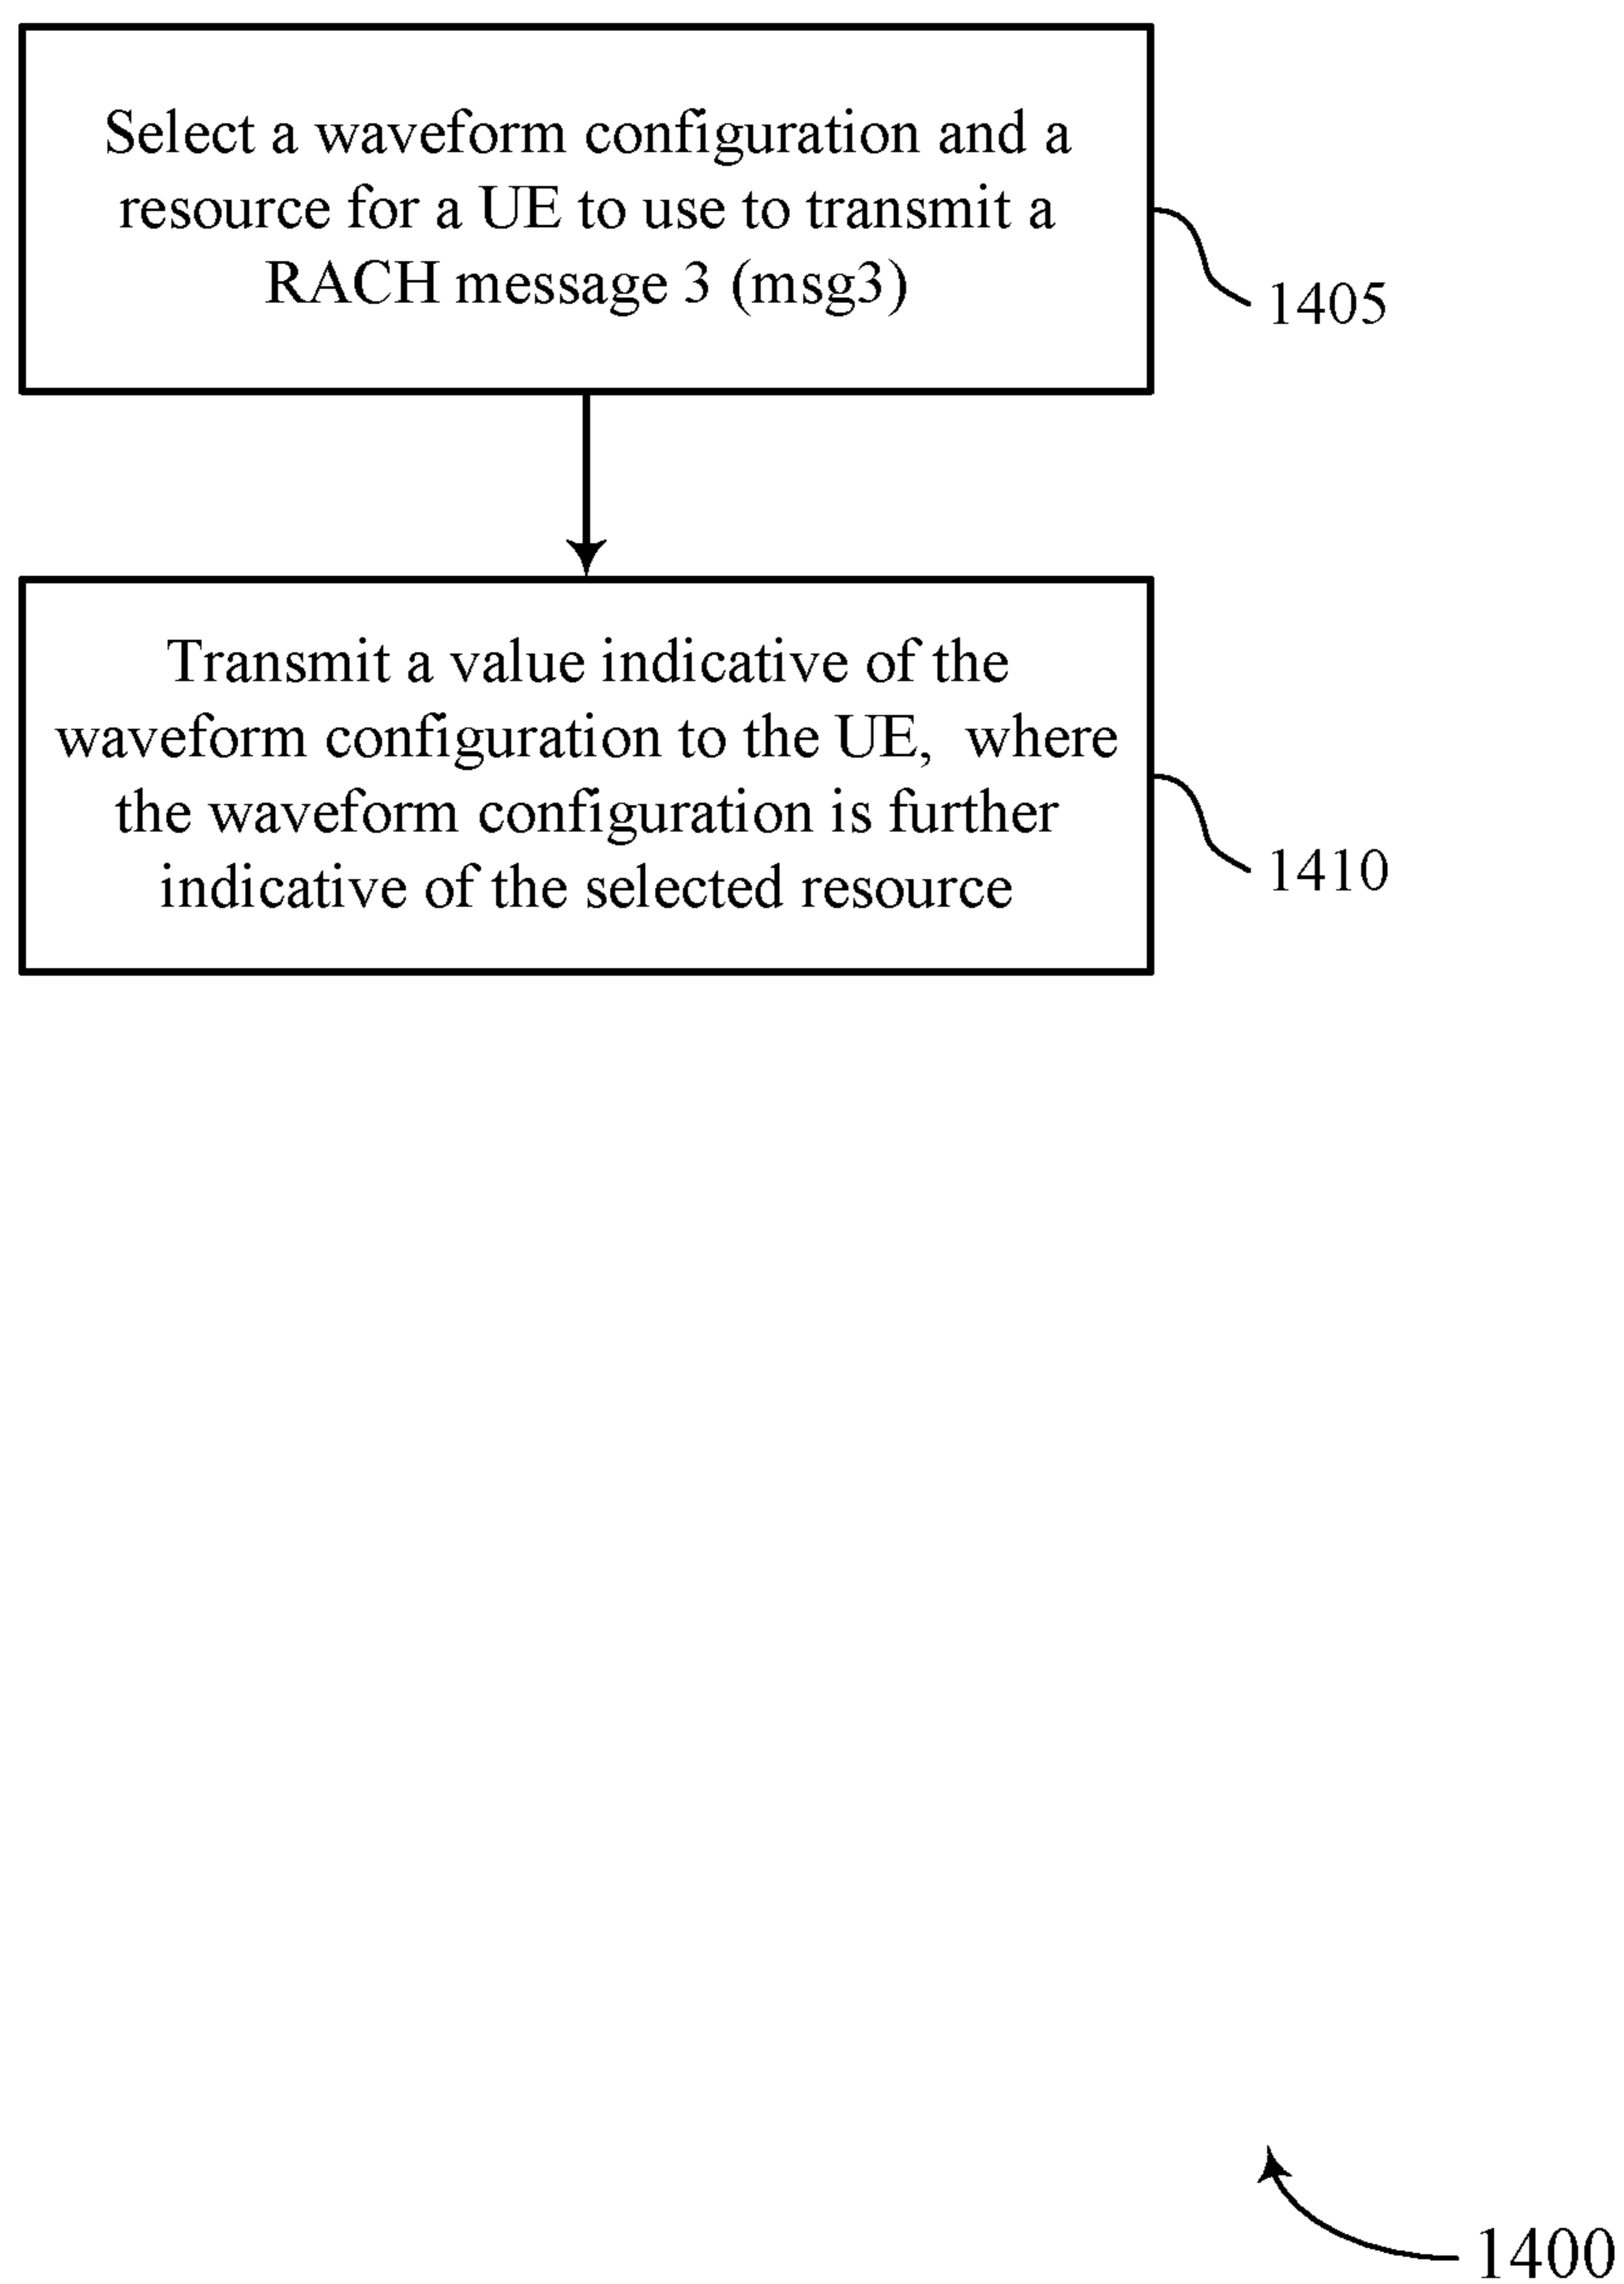 Select a waveform configuration and a
resource for a UE to use to transmit a
RACH message 3 (msg3)
1405
Transmit a value indicative of the
waveform configuration to the UE,  where
the waveform configuration is further
indicative of the selected resource
1410
1400